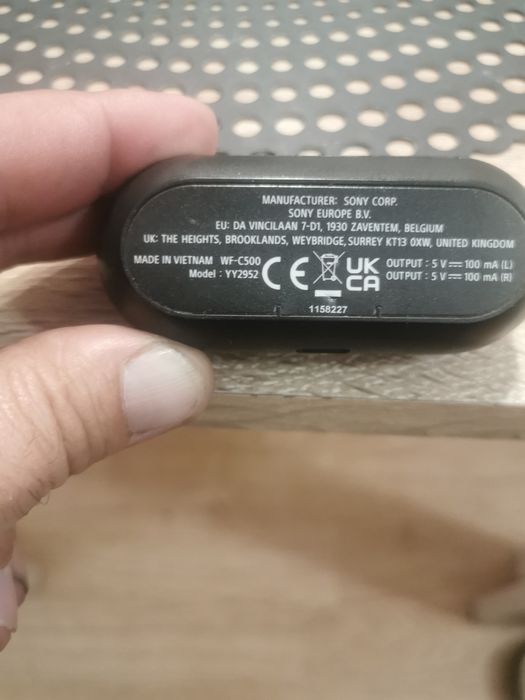 MANUFACTURER: SONY CORP.
SONY EUROPE B.V.
EU: DA VINCILAAN 7-D1, 1930 ZAVENTEM, BELGIUM
UK: THE HEIGHTS, BROOKLANDS, WEYBRIDGE, SURREY KT13 0XW, UNITED KINGDOM
MADE IN VIETNAM WF-C500
Model : YY2952
CE
UK
CA
OUTPUT : 5 V ⎓ 100 mA (L)
OUTPUT : 5 V ⎓ 100 mA (R)
1158227